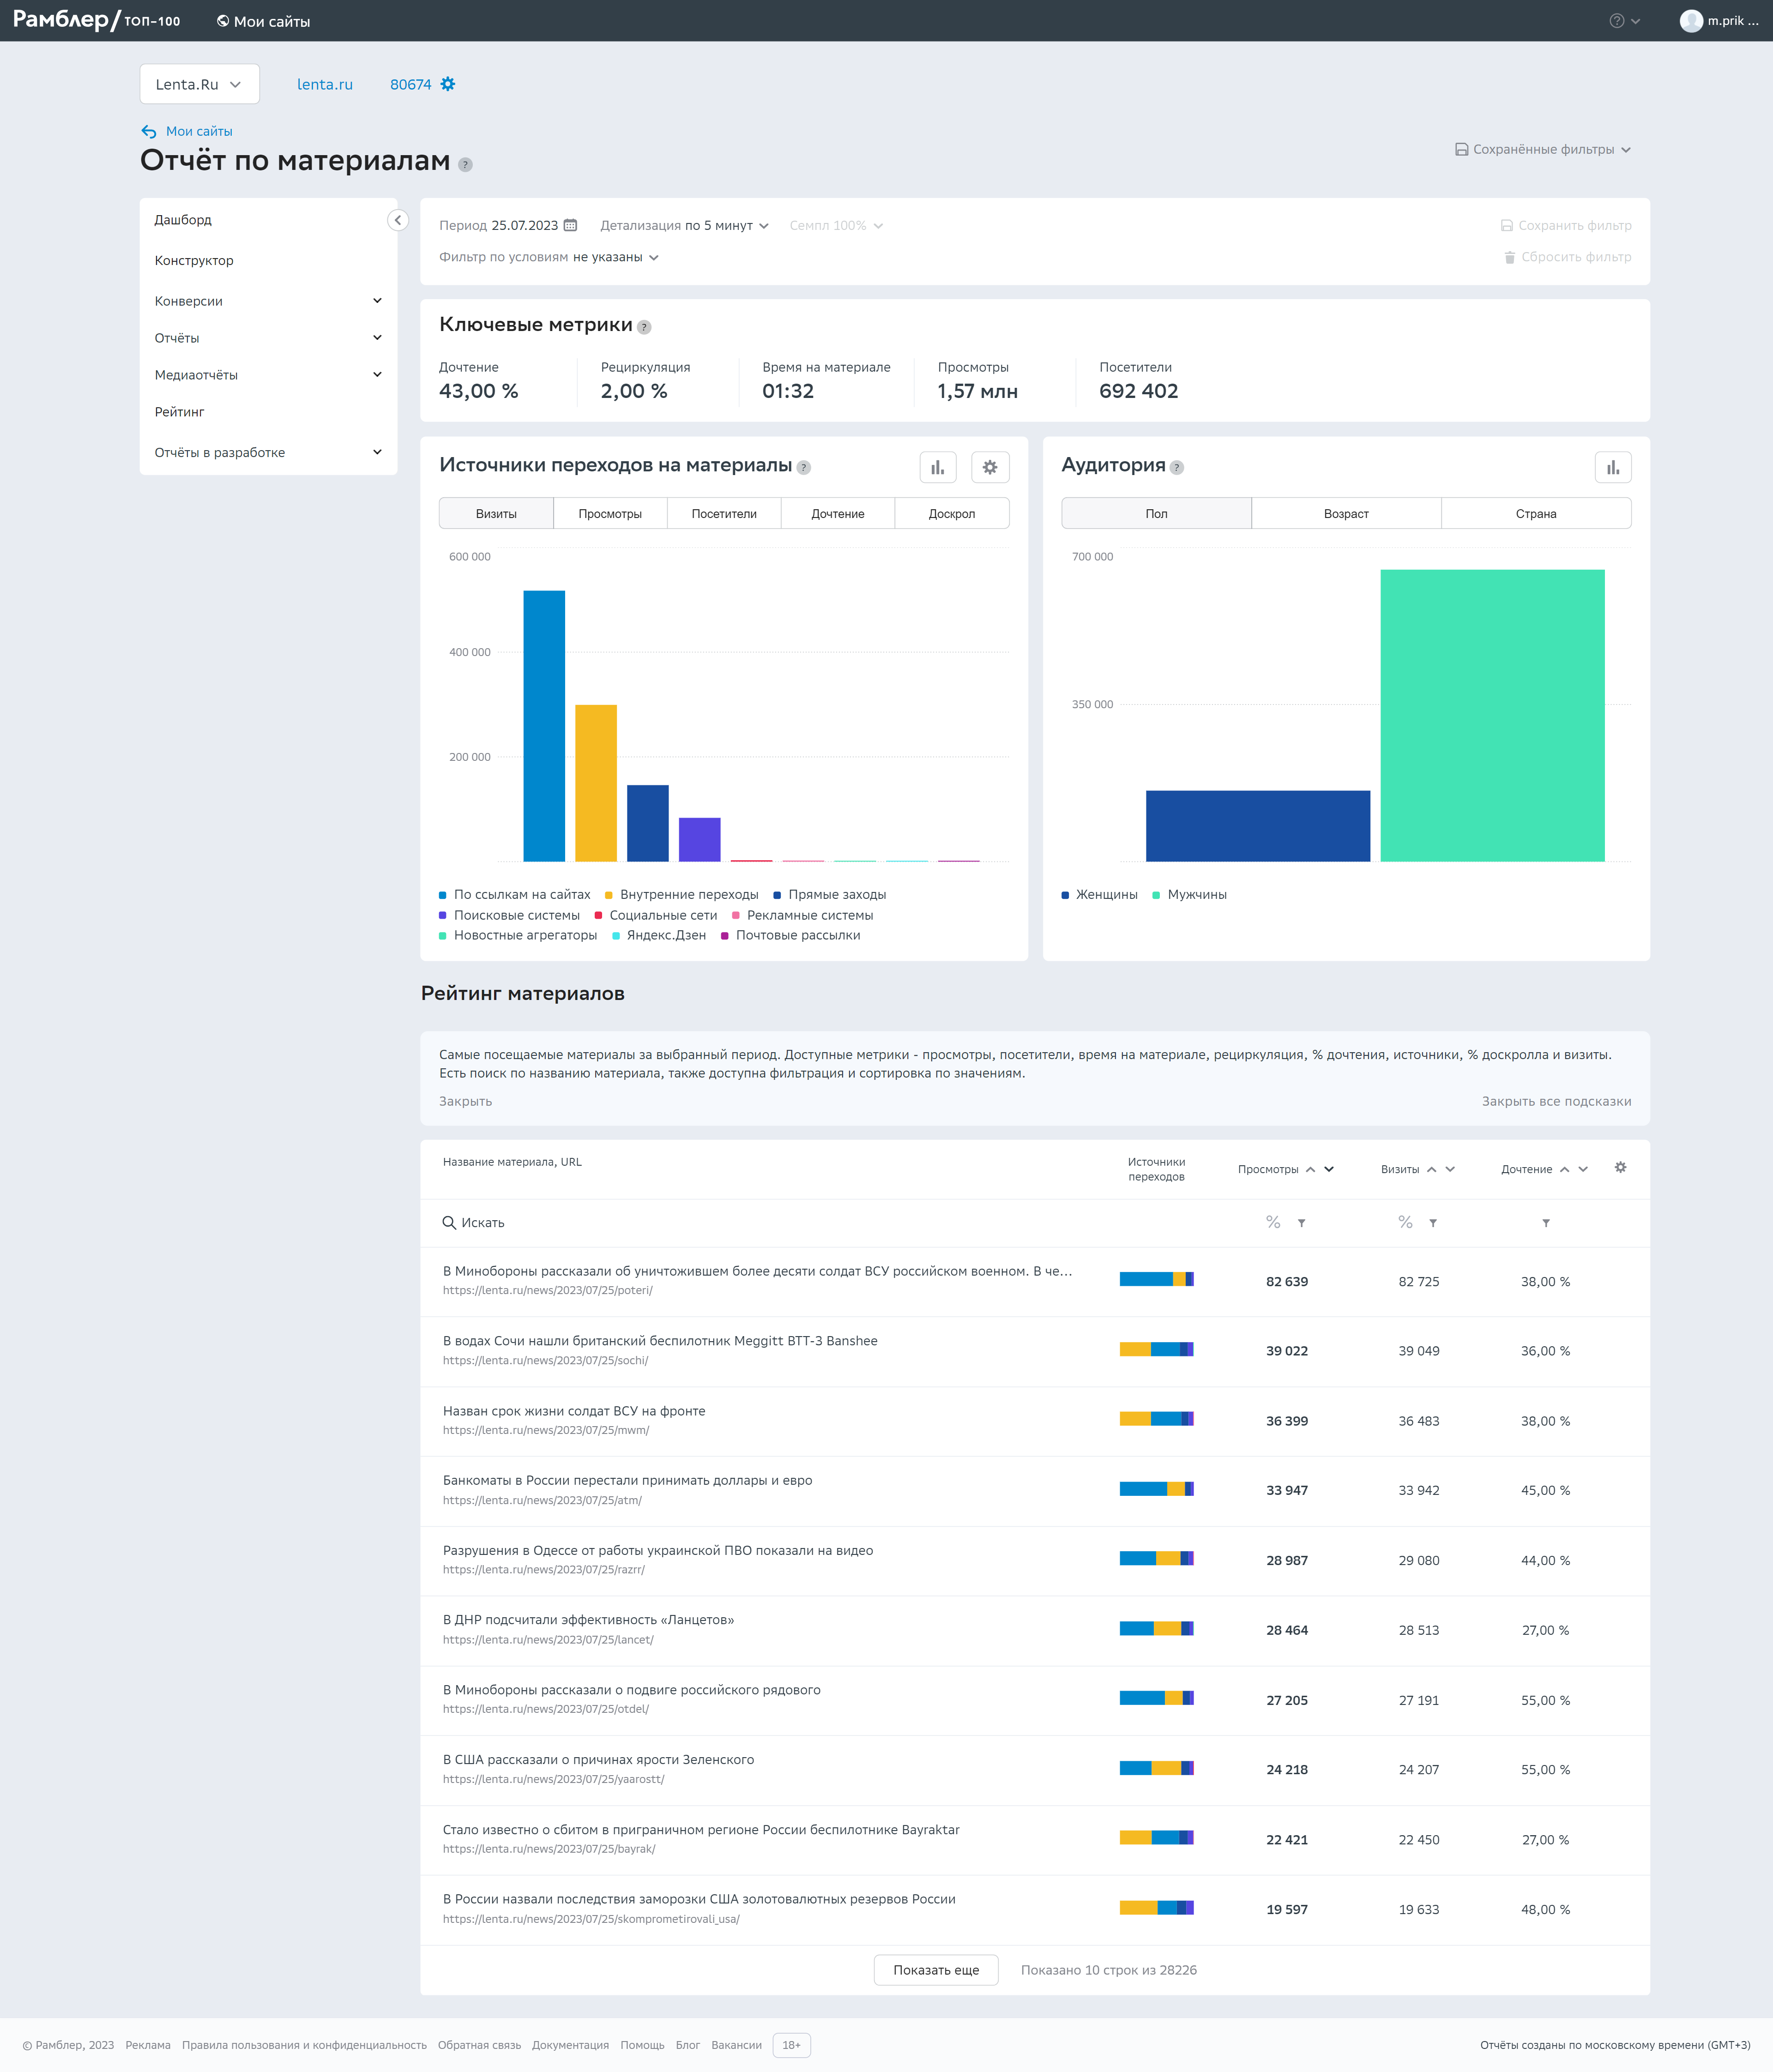 Рамблер/ТОП-100
Мои сайты
m.prik ...
Lenta.Ru
lenta.ru
80674
Мои сайты
Отчёт по материалам ?
Сохранённые фильтры
Дашборд
Конструктор
Конверсии
Отчёты
Медиаотчёты
Рейтинг
Отчёты в разработке
Период 25.07.2023 Детализация по 5 минут Семпл 100% Сохранить фильтр
Фильтр по условиям не указаны Сбросить фильтр
Ключевые метрики ?
Дочтение Рециркуляция Время на материале Просмотры Посетители
43,00 % 2,00 % 01:32 1,57 млн 692 402
Источники переходов на материалы ?
Визиты Просмотры Посетители Дочтение Доскрол
600 000
400 000
200 000
По ссылкам на сайтах Внутренние переходы Прямые заходы
Поисковые системы Социальные сети Рекламные системы
Новостные агрегаторы Яндекс.Дзен Почтовые рассылки
Аудитория ?
Пол Возраст Страна
700 000
350 000
Женщины Мужчины
Рейтинг материалов
Самые посещаемые материалы за выбранный период. Доступные метрики - просмотры, посетители, время на материале, рециркуляция, % дочтения, источники, % доскролла и визиты.
Есть поиск по названию материала, также доступна фильтрация и сортировка по значениям.
Закрыть Закрыть все подсказки
Название материала, URL Источники переходов Просмотры Визиты Дочтение
Искать % %
В Минобороны рассказали об уничтожившем более десяти солдат ВСУ российском военном. В че...
https://lenta.ru/news/2023/07/25/poteri/
82 639 82 725 38,00 %
В водах Сочи нашли британский беспилотник Meggitt BTT-3 Banshee
https://lenta.ru/news/2023/07/25/sochi/
39 022 39 049 36,00 %
Назван срок жизни солдат ВСУ на фронте
https://lenta.ru/news/2023/07/25/mwm/
36 399 36 483 38,00 %
Банкоматы в России перестали принимать доллары и евро
https://lenta.ru/news/2023/07/25/atm/
33 947 33 942 45,00 %
Разрушения в Одессе от работы украинской ПВО показали на видео
https://lenta.ru/news/2023/07/25/razrr/
28 987 29 080 44,00 %
В ДНР подсчитали эффективность «Ланцетов»
https://lenta.ru/news/2023/07/25/lancet/
28 464 28 513 27,00 %
В Минобороны рассказали о подвиге российского рядового
https://lenta.ru/news/2023/07/25/otdel/
27 205 27 191 55,00 %
В США рассказали о причинах ярости Зеленского
https://lenta.ru/news/2023/07/25/yaarostt/
24 218 24 207 55,00 %
Стало известно о сбитом в приграничном регионе России беспилотнике Bayraktar
https://lenta.ru/news/2023/07/25/bayrak/
22 421 22 450 27,00 %
В России назвали последствия заморозки США золотовалютных резервов России
https://lenta.ru/news/2023/07/25/skomprometirovali_usa/
19 597 19 633 48,00 %
Показать еще Показано 10 строк из 28226
© Рамблер, 2023 Реклама Правила пользования и конфиденциальность Обратная связь Документация Помощь Блог Вакансии 18+ Отчёты созданы по московскому времени (GMT+3)